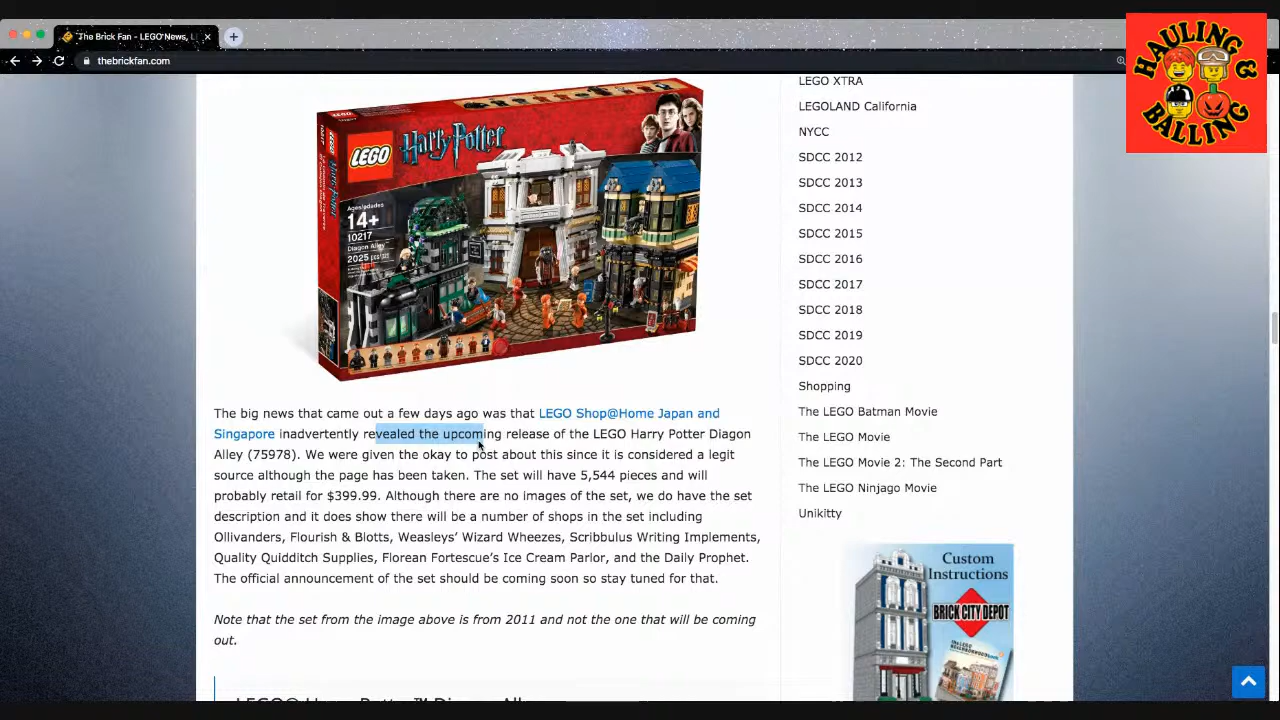 The Brick Fan - LEGO News, L
thebrickfan.com
HAULING &
BALLING
LEGO
Harry Potter
Ages/edades
14+
10217
Diagon Alley
2025
The big news that came out a few days ago was that LEGO Shop@Home Japan and
Singapore inadvertently revealed the upcoming release of the LEGO Harry Potter Diagon
Alley (75978). We were given the okay to post about this since it is considered a legit
source although the page has been taken. The set will have 5,544 pieces and will
probably retail for $399.99. Although there are no images of the set, we do have the set
description and it does show there will be a number of shops in the set including
Ollivanders, Flourish & Blotts, Weasleys’ Wizard Wheezes, Scribbulus Writing Implements,
Quality Quidditch Supplies, Florean Fortescue’s Ice Cream Parlor, and the Daily Prophet.
The official announcement of the set should be coming soon so stay tuned for that.
Note that the set from the image above is from 2011 and not the one that will be coming
out.
LEGO XTRA
LEGOLAND California
NYCC
SDCC 2012
SDCC 2013
SDCC 2014
SDCC 2015
SDCC 2016
SDCC 2017
SDCC 2018
SDCC 2019
SDCC 2020
Shopping
The LEGO Batman Movie
The LEGO Movie
The LEGO Movie 2: The Second Part
The LEGO Ninjago Movie
Unikitty
Custom
Instructions
BRICK CITY DEPOT